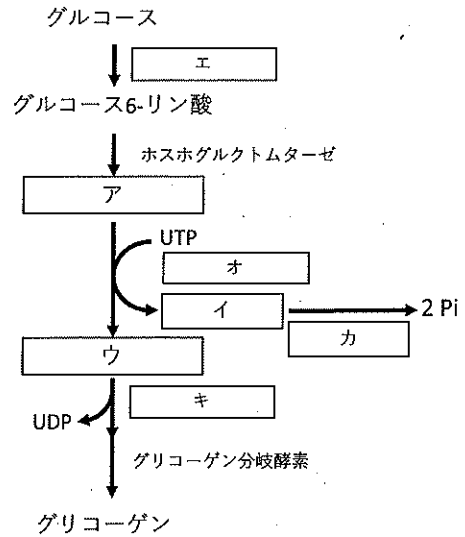 グルコース
エ
グルコース6-リン酸
ホスホグルクトムターゼ
ア
UTP
オ
イ
2 Pi
カ
ウ
キ
UDP
グリコーゲン分岐酵素
グリコーゲン